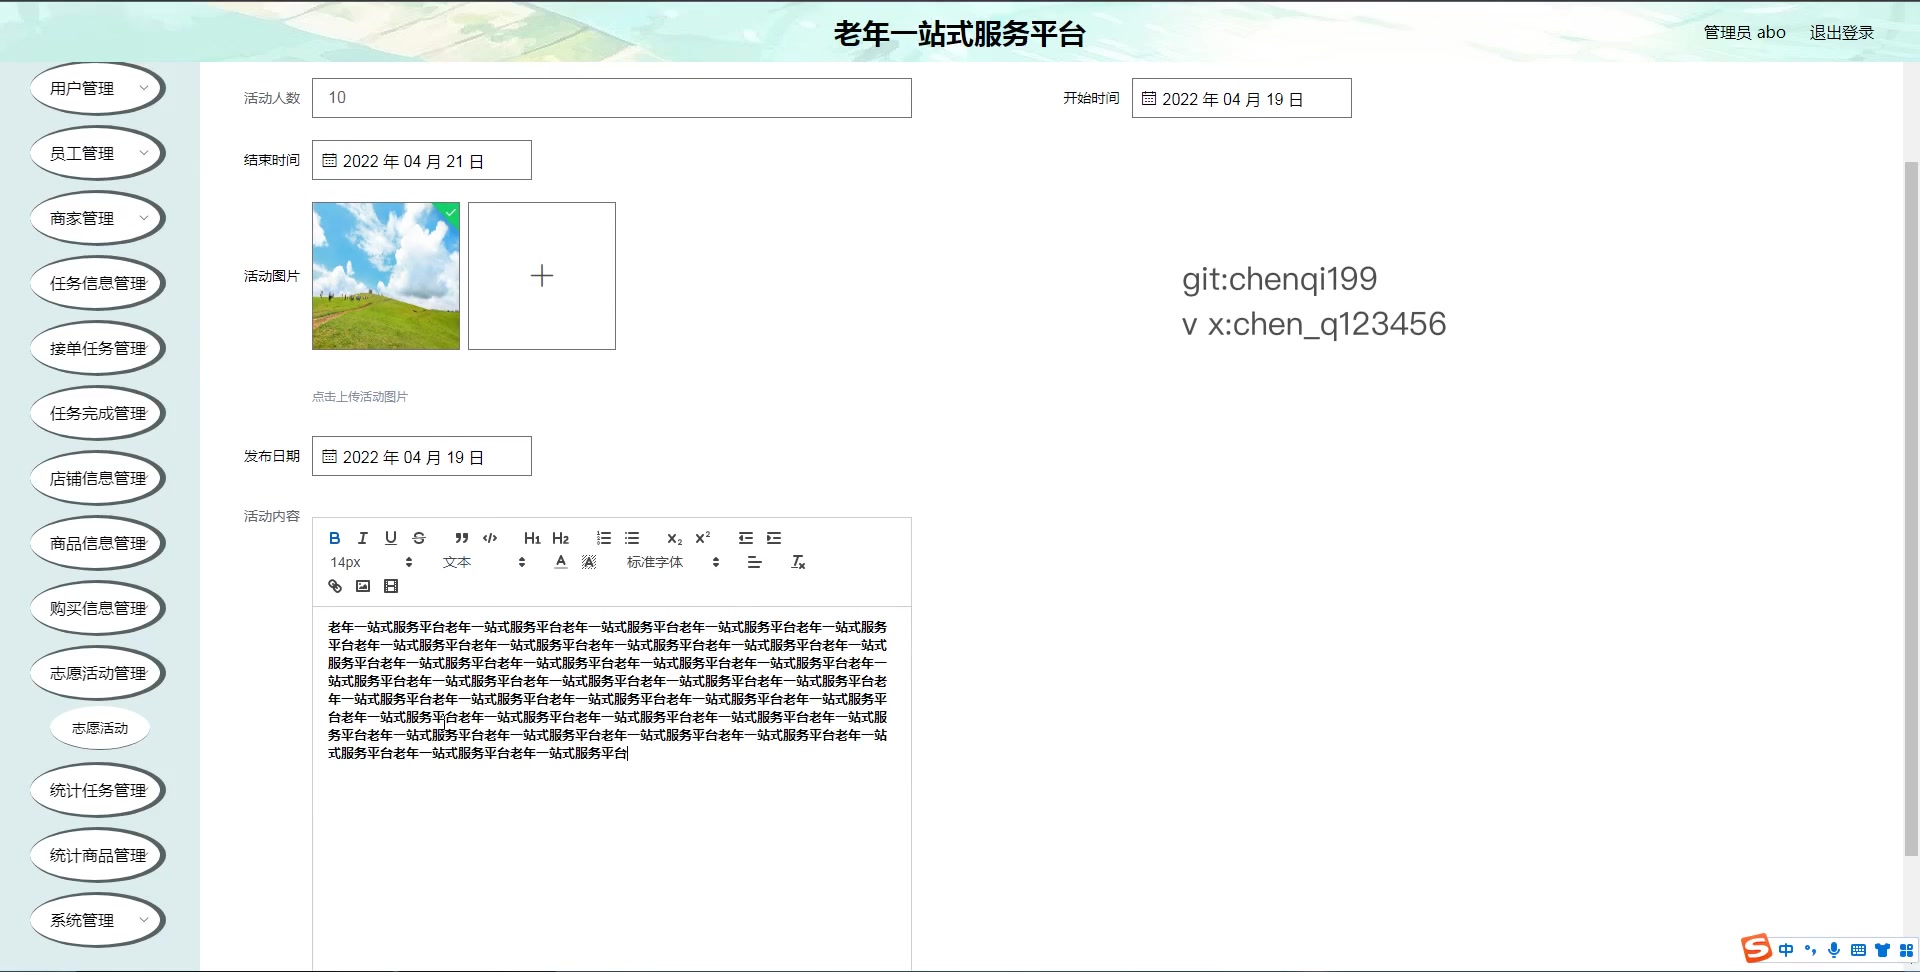 老年一站式服务平台
管理员 abo
退出登录
用户管理
员工管理
商家管理
任务信息管理
接单任务管理
任务完成管理
店铺信息管理
商品信息管理
购买信息管理
志愿活动管理
志愿活动
统计任务管理
统计商品管理
系统管理
活动人数
10
开始时间
2022 年 04 月 19 日
结束时间
2022 年 04 月 21 日
活动图片
点击上传活动图片
git:chenqi199
v x:chen_q123456
发布日期
2022 年 04 月 19 日
活动内容
B I U S H1 H2 x2 x2
14px 文本 A A 标准字体 Tx
老年一站式服务平台老年一站式服务平台老年一站式服务平台老年一站式服务平台老年一站式服务
平台老年一站式服务平台老年一站式服务平台老年一站式服务平台老年一站式服务平台老年一站式
服务平台老年一站式服务平台老年一站式服务平台老年一站式服务平台老年一站式服务平台老年一
站式服务平台老年一站式服务平台老年一站式服务平台老年一站式服务平台老年一站式服务平台老
年一站式服务平台老年一站式服务平台老年一站式服务平台老年一站式服务平台老年一站式服务平
台老年一站式服务平台老年一站式服务平台老年一站式服务平台老年一站式服务平台老年一站式服
务平台老年一站式服务平台老年一站式服务平台老年一站式服务平台老年一站式服务平台老年一站
式服务平台老年一站式服务平台老年一站式服务平台
中